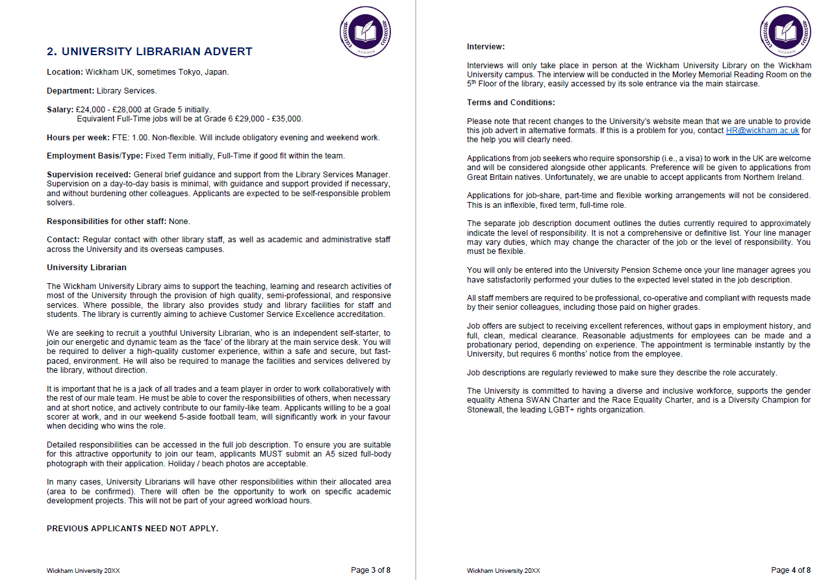 2. UNIVERSITY LIBRARIAN ADVERT
Location: Wickham UK, sometimes Tokyo, Japan.
Department: Library Services.
Salary: £24,000 - £28,000 at Grade 5 initially.
Equivalent Full-Time jobs will be at Grade 6 £29,000 - £35,000.
Hours per week: FTE: 1.00. Non-flexible. Will include obligatory evening and weekend work.
Employment Basis/Type: Fixed Term initially, Full-Time if good fit within the team.
Supervision received: General brief guidance and support from the Library Services Manager.
Supervision on a day-to-day basis is minimal, with guidance and support provided if necessary,
and without burdening other colleagues. Applicants are expected to be self-responsible problem
solvers.
Responsibilities for other staff: None.
Contact: Regular contact with other library staff, as well as academic and administrative staff
across the University and its overseas campuses.
University Librarian
The Wickham University Library aims to support the teaching, learning and research activities of
most of the University through the provision of high quality, semi-professional, and responsive
services. Where possible, the library also provides study and library facilities for staff and
students. The library is currently aiming to achieve Customer Service Excellence accreditation.
We are seeking to recruit a youthful University Librarian, who is an independent self-starter, to
join our energetic and dynamic team as the 'face' of the library at the main service desk. You will
be required to deliver a high-quality customer experience, within a safe and secure, but fast-
paced, environment. He will also be required to manage the facilities and services delivered by
the library, without direction.
It is important that he is a jack of all trades and a team player in order to work collaboratively with
the rest of our male team. He must be able to cover the responsibilities of others, when necessary
and at short notice, and actively contribute to our family-like team. Applicants willing to be a goal
scorer at work, and in our weekend 5-aside football team, will significantly work in your favour
when deciding who wins the role.
Detailed responsibilities can be accessed in the full job description. To ensure you are suitable
for this attractive opportunity to join our team, applicants MUST submit an A5 sized full-body
photograph with their application. Holiday / beach photos are acceptable.
In many cases, University Librarians will have other responsibilities within their allocated area
(area to be confirmed). There will often be the opportunity to work on specific academic
development projects. This will not be part of your agreed workload hours.
PREVIOUS APPLICANTS NEED NOT APPLY.
Wickham University 20XX
Page 3 of 8
Interview:
Interviews will only take place in person at the Wickham University Library on the Wickham
University campus. The interview will be conducted in the Morley Memorial Reading Room on the
5th Floor of the library, easily accessed by its sole entrance via the main staircase.
Terms and Conditions:
Please note that recent changes to the University's website mean that we are unable to provide
this job advert in alternative formats. If this is a problem for you, contact HR@wickham.ac.uk for
the help you will clearly need.
Applications from job seekers who require sponsorship (i.e., a visa) to work in the UK are welcome
and will be considered alongside other applicants. Preference will be given to applications from
Great Britain natives. Unfortunately, we are unable to accept applicants from Northern Ireland.
Applications for job-share, part-time and flexible working arrangements will not be considered.
This is an inflexible, fixed term, full-time role.
The separate job description document outlines the duties currently required to approximately
indicate the level of responsibility. It is not a comprehensive or definitive list. Your line manager
may vary duties, which may change the character of the job or the level of responsibility. You
must be flexible.
You will only be entered into the University Pension Scheme once your line manager agrees you
have satisfactorily performed your duties to the expected level stated in the job description.
All staff members are required to be professional, co-operative and compliant with requests made
by their senior colleagues, including those paid on higher grades.
Job offers are subject to receiving excellent references, without gaps in employment history, and
full, clean, medical clearance. Reasonable adjustments for employees can be made and a
probationary period, depending on experience. The appointment is terminable instantly by the
University, but requires 6 months' notice from the employee.
Job descriptions are regularly reviewed to make sure they describe the role accurately.
The University is committed to having a diverse and inclusive workforce, supports the gender
equality Athena SWAN Charter and the Race Equality Charter, and is a Diversity Champion for
Stonewall, the leading LGBT+ rights organization.
Wickham University 20XX
Page 4 of 8